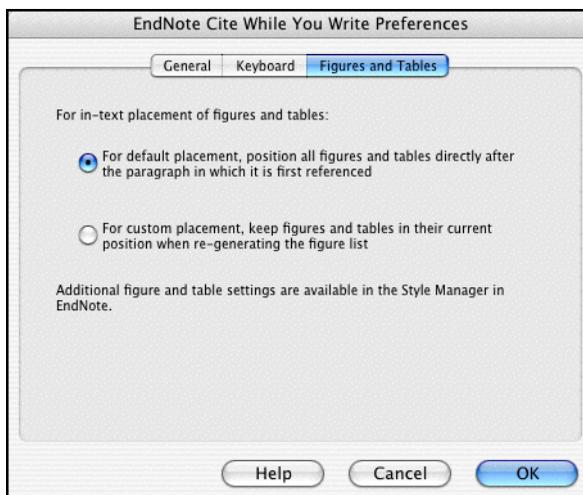 EndNote Cite While You Write Preferences
General Keyboard Figures and Tables
For in-text placement of figures and tables:
For default placement, position all figures and tables directly after
the paragraph in which it is first referenced
For custom placement, keep figures and tables in their current
position when re-generating the figure list
Additional figure and table settings are available in the Style Manager in
EndNote.
Help Cancel OK